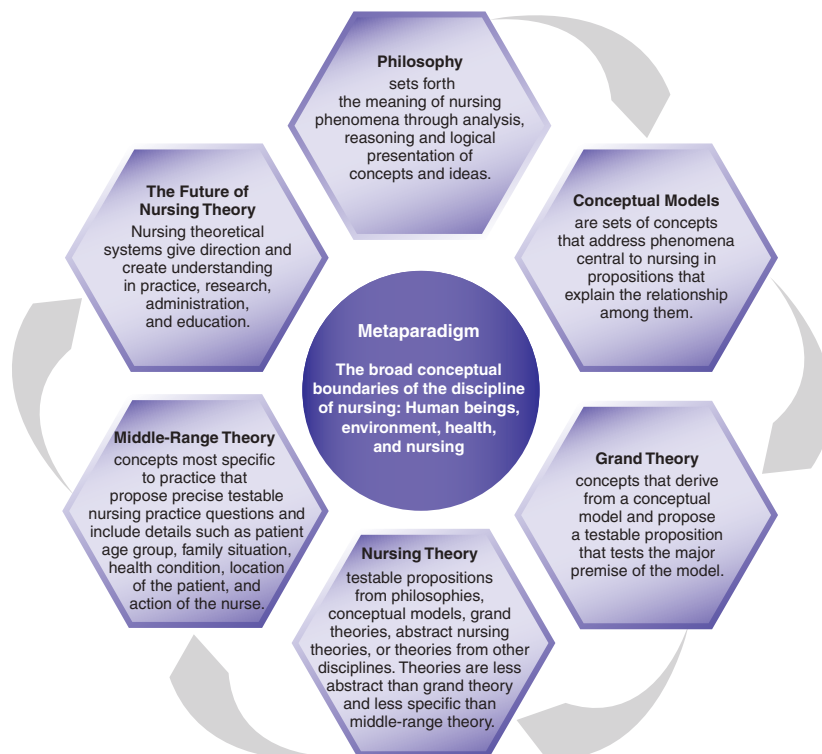 Philosophy
sets forth
the meaning of nursing
phenomena through analysis,
reasoning and logical
presentation of
concepts and ideas.
Conceptual Models
are sets of concepts
that address phenomena
central to nursing in
propositions that
explain the relationship
among them.
Grand Theory
concepts that derive
from a conceptual
model and propose
a testable proposition
that tests the major
premise of the model.
Nursing Theory
testable propositions
from philosophies,
conceptual models, grand
theories, abstract nursing
theories, or theories from other
disciplines. Theories are less
abstract than grand theory
and less specific than
middle-range theory.
Middle-Range Theory
concepts most specific
to practice that
propose precise testable
nursing practice questions and
include details such as patient
age group, family situation,
health condition, location
of the patient, and
action of the nurse.
The Future of
Nursing Theory
Nursing theoretical
systems give direction and
create understanding
in practice, research,
administration,
and education.
Metaparadigm
The broad conceptual
boundaries of the discipline
of nursing: Human beings,
environment, health,
and nursing